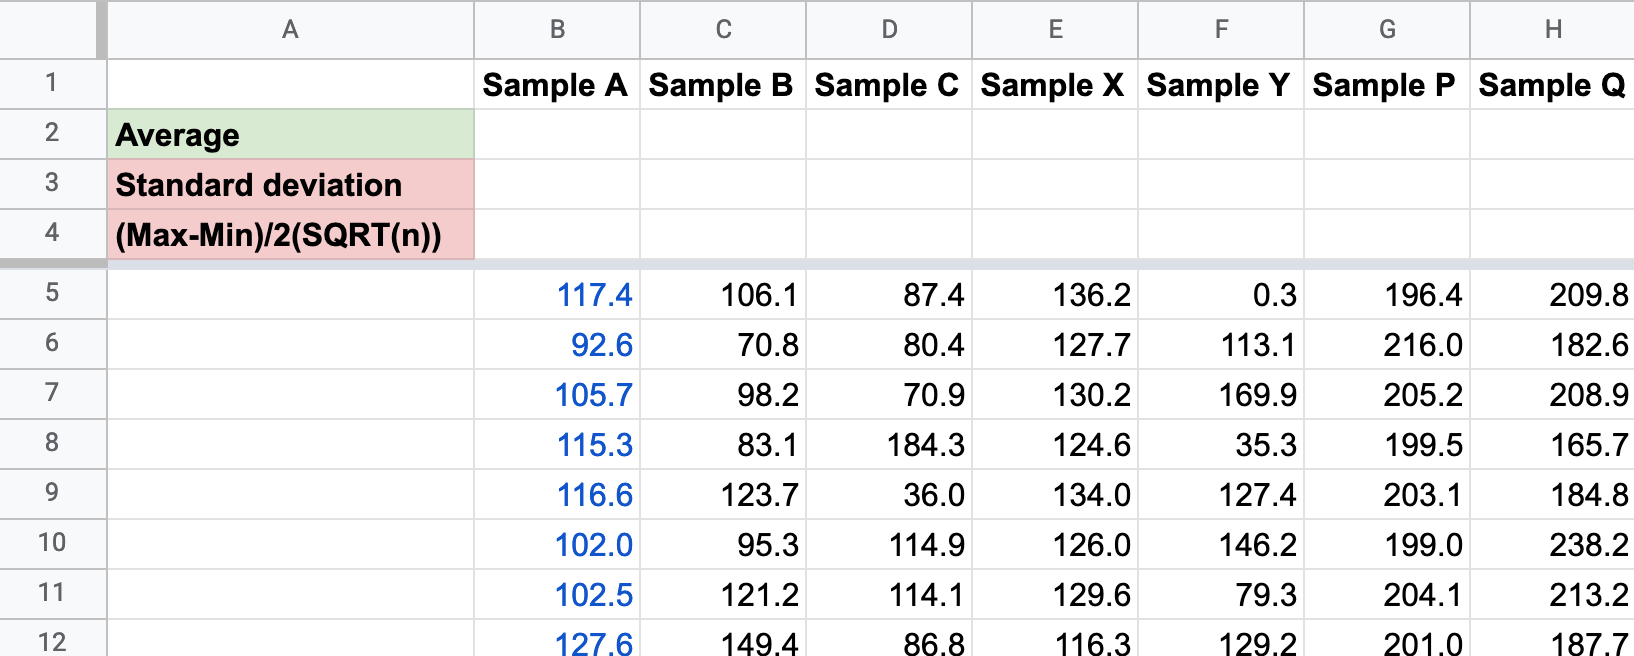 A B C D E F G H
1 Sample A Sample B Sample C Sample X Sample Y Sample P Sample Q
2 Average
3 Standard deviation
4 (Max-Min)/2(SQRT(n))
5 117.4 106.1 87.4 136.2 0.3 196.4 209.8
6 92.6 70.8 80.4 127.7 113.1 216.0 182.6
7 105.7 98.2 70.9 130.2 169.9 205.2 208.9
8 115.3 83.1 184.3 124.6 35.3 199.5 165.7
9 116.6 123.7 36.0 134.0 127.4 203.1 184.8
10 102.0 95.3 114.9 126.0 146.2 199.0 238.2
11 102.5 121.2 114.1 129.6 79.3 204.1 213.2
12 127.6 149.4 86.8 116.3 129.2 201.0 187.7